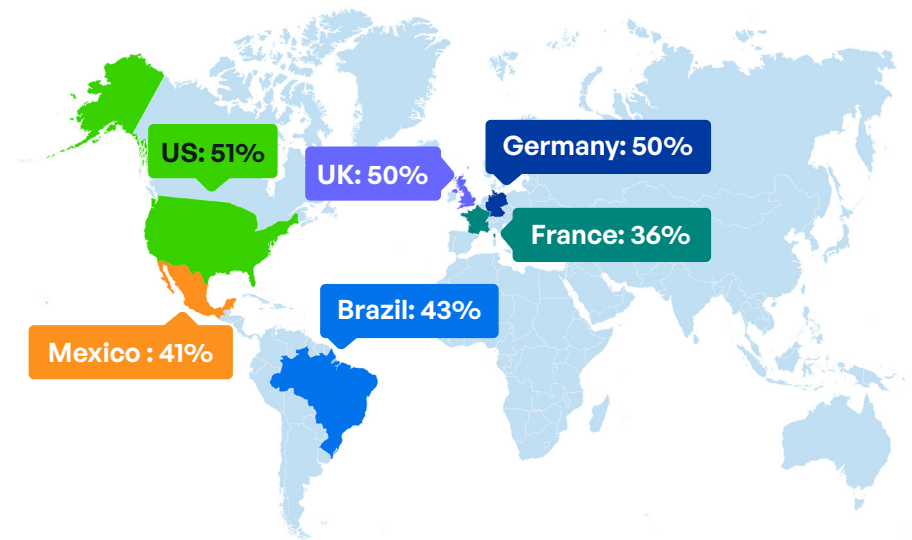 US: 51%
Germany: 50%
UK: 50%
France: 36%
Brazil: 43%
Mexico : 41%